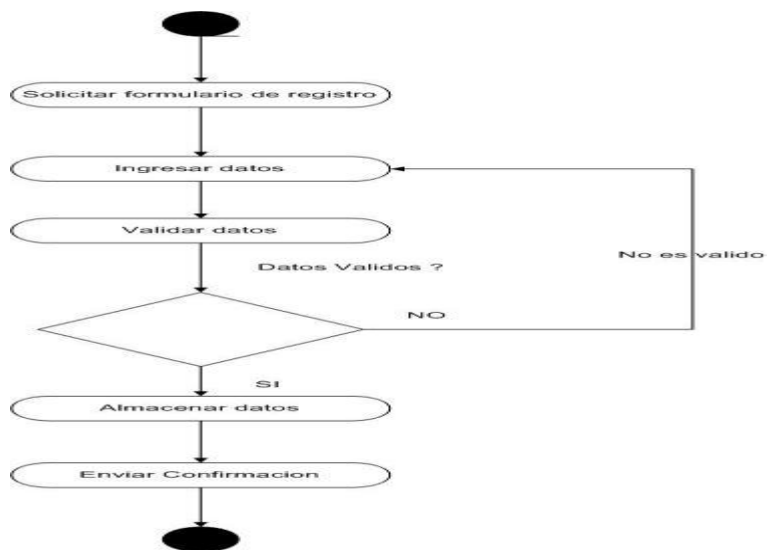 Solicitar formulario de registro
Ingresar datos
Validar datos
Datos Validos ?
No es valido
NO
SI
Almacenar datos
Enviar Confirmacion